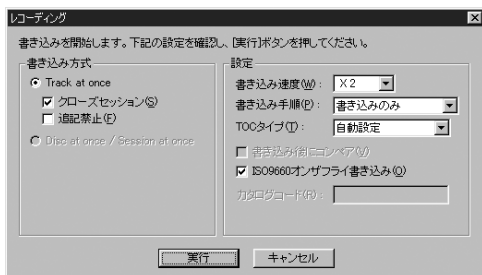 レコーディング
書き込みを開始します。下記の設定を確認し、[実行]ボタンを押してください。
書き込み方式
Track at once
クローズセッション(S)
追記禁止(F)
Disc at once / Session at once
設定
書き込み速度(W)： ×2
書き込み手順(P)： 書き込みのみ
TOCタイプ(T)： 自動設定
書き込み後にコンペア(V)
ISO9660オンザフライ書き込み(O)
カタログコード(R)：
実行
キャンセル